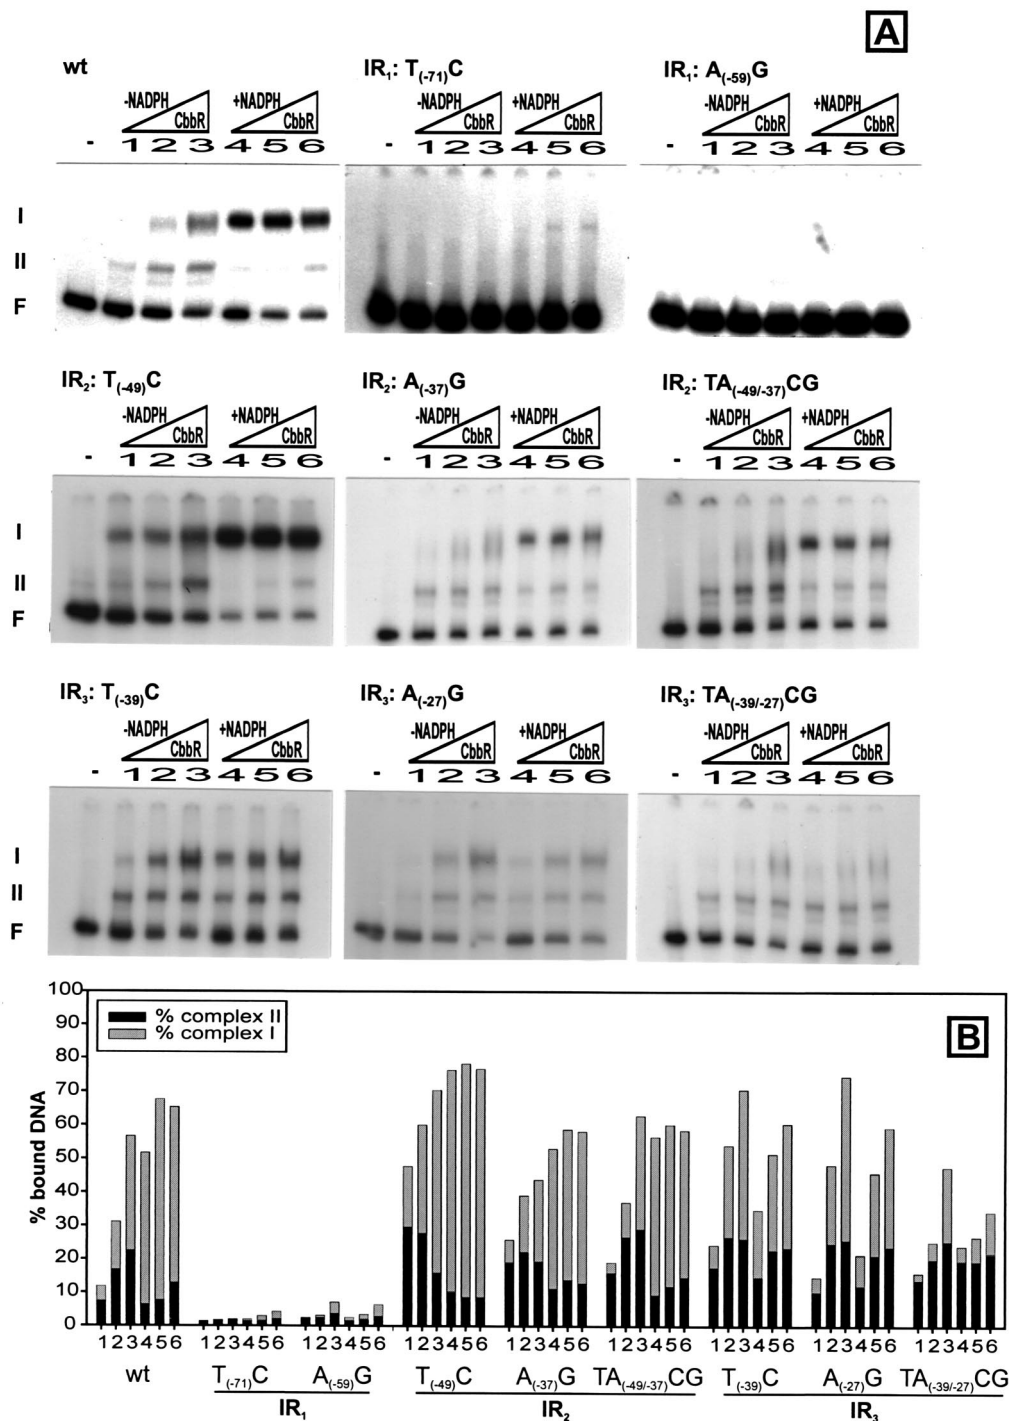 A
wt
IR₁: T₍₋₇₁₎C
IR₁: A₍₋₅₉₎G
-NADPH +NADPH
CbbR CbbR
- 1 2 3 4 5 6
-NADPH +NADPH
CbbR CbbR
- 1 2 3 4 5 6
-NADPH +NADPH
CbbR CbbR
- 1 2 3 4 5 6
I
II
F
IR₂: T₍₋₄₉₎C
IR₂: A₍₋₃₇₎G
IR₂: TA₍₋₄₉/₋₃₇₎CG
-NADPH +NADPH
CbbR CbbR
- 1 2 3 4 5 6
-NADPH +NADPH
CbbR CbbR
- 1 2 3 4 5 6
-NADPH +NADPH
CbbR CbbR
- 1 2 3 4 5 6
I
II
F
IR₃: T₍₋₃₉₎C
IR₃: A₍₋₂₇₎G
IR₃: TA₍₋₃₉/₋₂₇₎CG
-NADPH +NADPH
CbbR CbbR
- 1 2 3 4 5 6
-NADPH +NADPH
CbbR CbbR
- 1 2 3 4 5 6
-NADPH +NADPH
CbbR CbbR
- 1 2 3 4 5 6
I
II
F
B
% complex II
% complex I
% bound DNA
100
90
80
70
60
50
40
30
20
10
0
123456 123456 123456 123456 123456 123456 123456 123456 123456
wt T₍₋₇₁₎C A₍₋₅₉₎G T₍₋₄₉₎C A₍₋₃₇₎G TA₍₋₄₉/₋₃₇₎CG T₍₋₃₉₎C A₍₋₂₇₎G TA₍₋₃₉/₋₂₇₎CG
IR₁ IR₂ IR₃